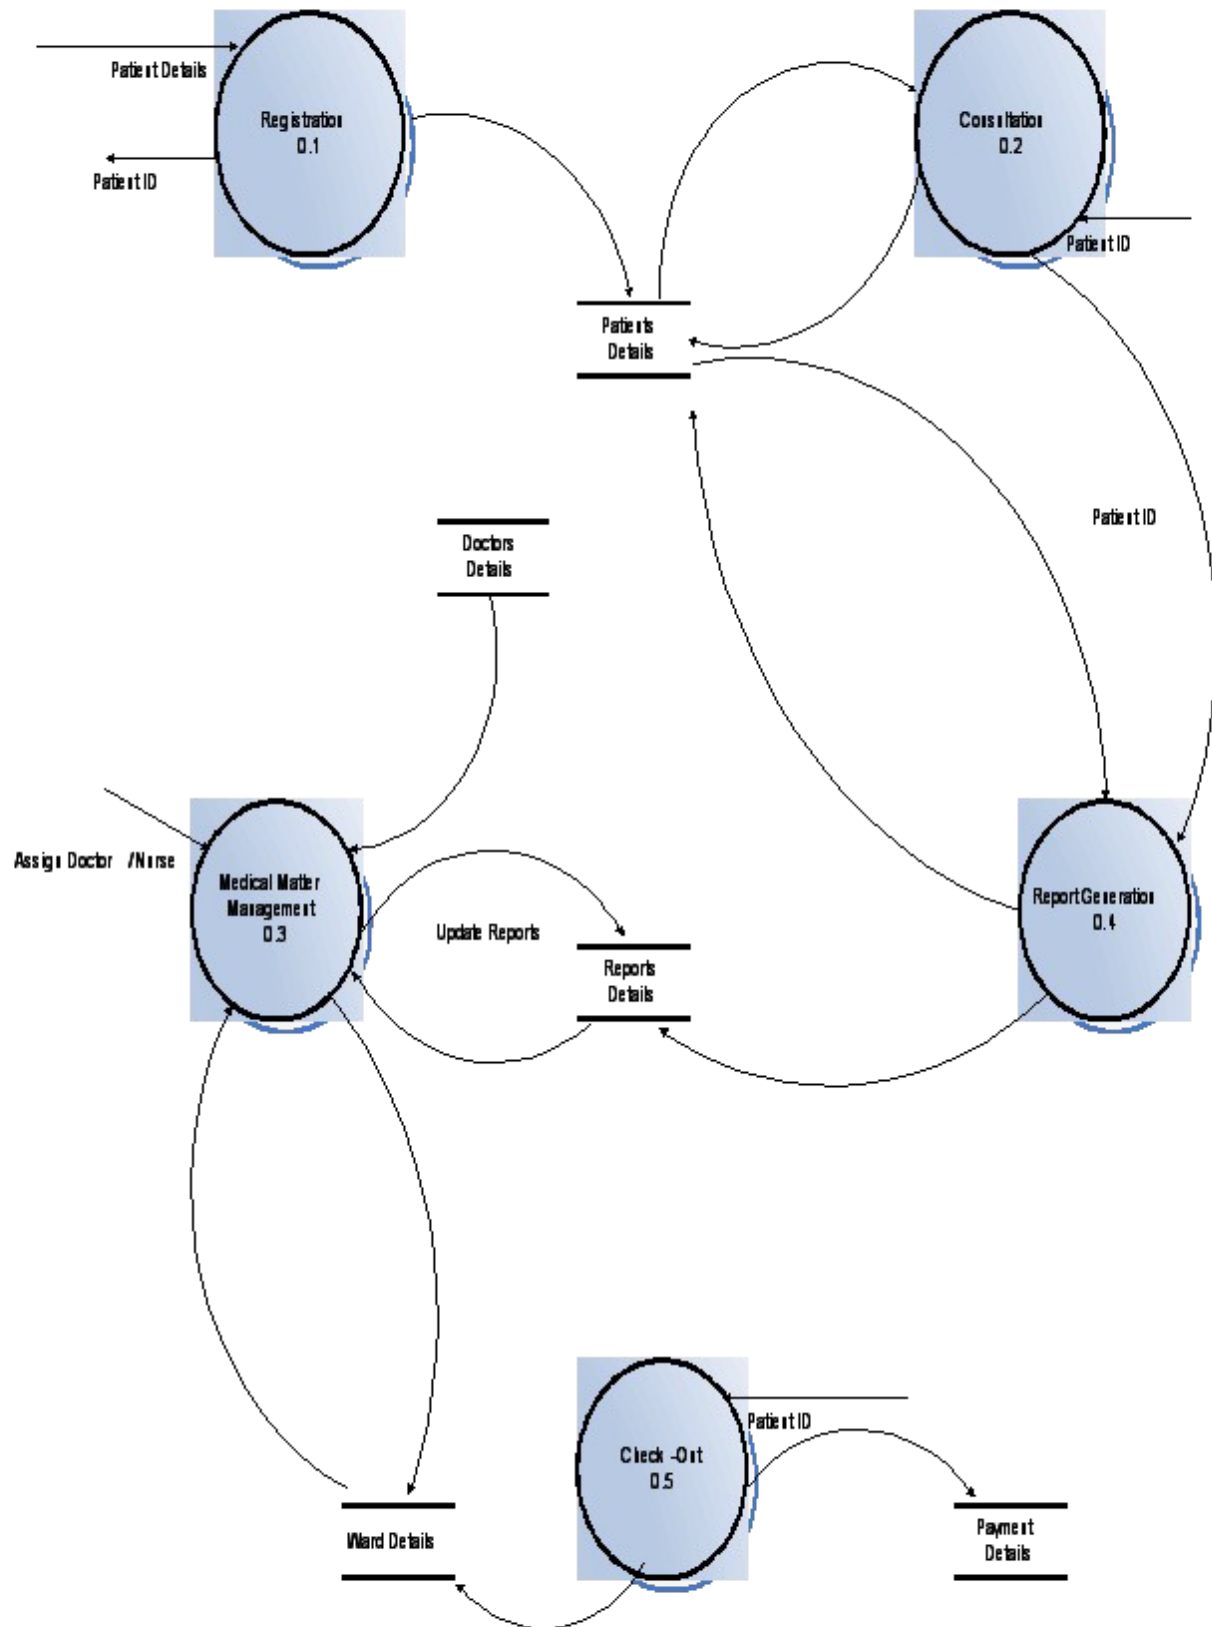 Patient Details
Registration
0.1
Patient ID
Consultation
0.2
Patient ID
Patients
Details
Patient ID
Doctors
Details
Assign Doctor /Nurse
Medical Matter
Management
0.3
Update Reports
Reports
Details
Report Generation
0.4
Patient ID
Check -Out
0.5
Ward Details
Payment
Details